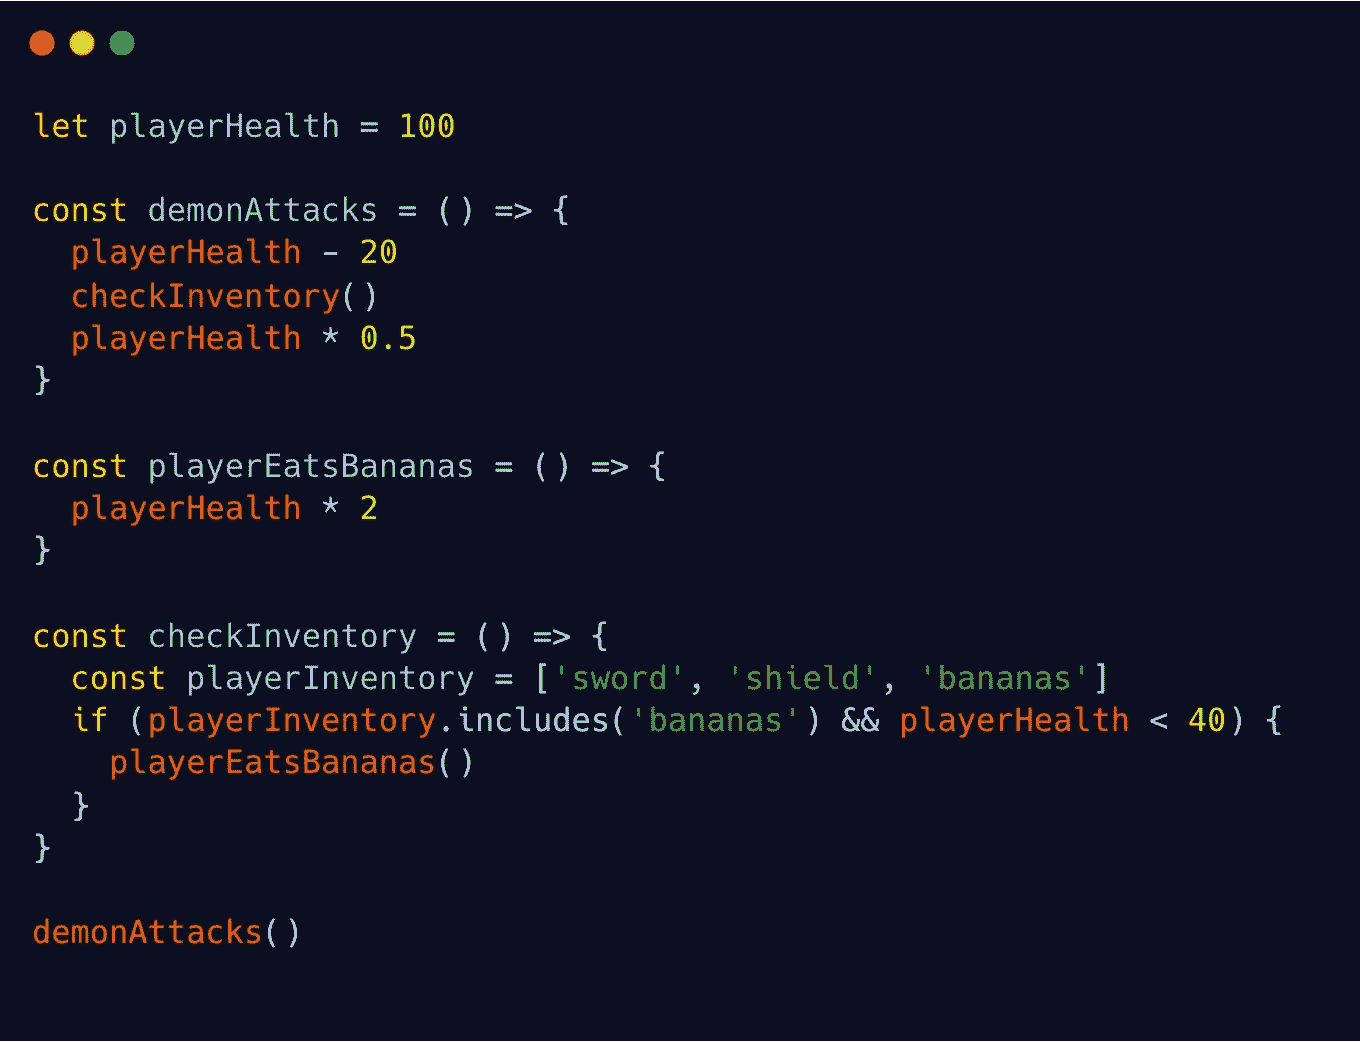 let playerHealth = 100
const demonAttacks = () => {
  playerHealth - 20
  checkInventory()
  playerHealth * 0.5
}
const playerEatsBananas = () => {
  playerHealth * 2
}
const checkInventory = () => {
  const playerInventory = ['sword', 'shield', 'bananas']
  if (playerInventory.includes('bananas') && playerHealth < 40) {
    playerEatsBananas()
  }
}
demonAttacks()